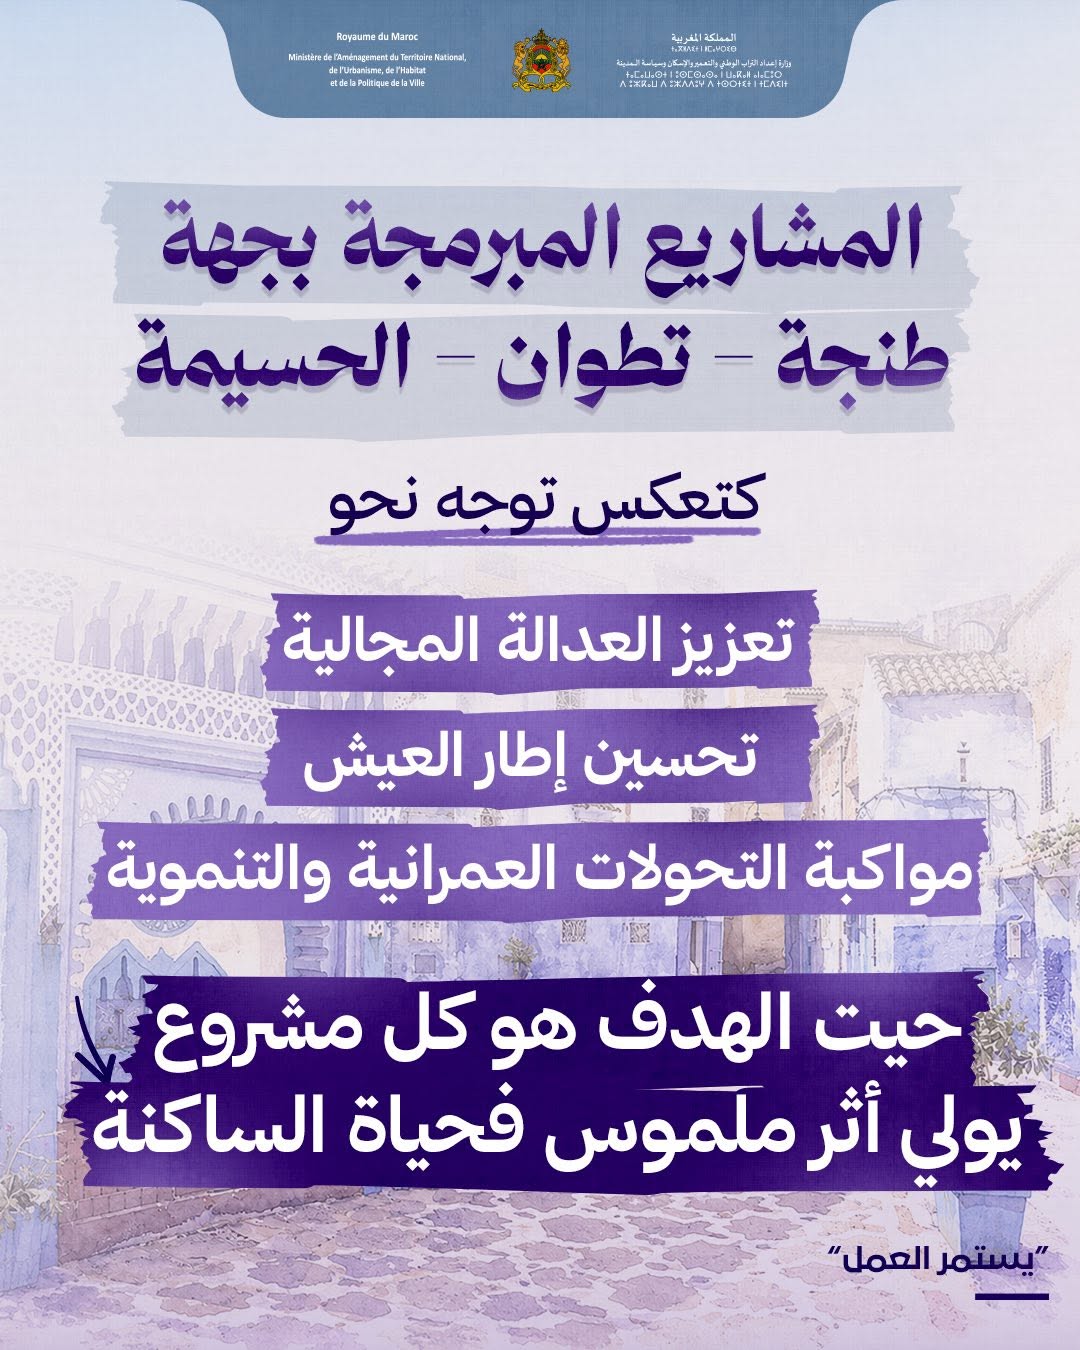 Royaume du Maroc
Ministère de l'Aménagement du Territoire National,
de l'Urbanisme, de l'Habitat
et de la Politique de la Ville
المملكة المغربية
ⵜⴰⴳⵍⴷⵉⵜ ⵏ ⵍⵎⵖⵔⵉⴱ
وزارة إعداد التراب الوطني والتعمير والإسكان وسياسة المدينة
المشاريع المبرمجة بجهة
طنجة - تطوان - الحسيمة
كتعكس توجه نحو
تعزيز العدالة المجالية
تحسين إطار العيش
مواكبة التحولات العمرانية والتنموية
حيت الهدف هو كل مشروع
يولي أثر ملموس فحياة الساكنة
”يستمر العمل“